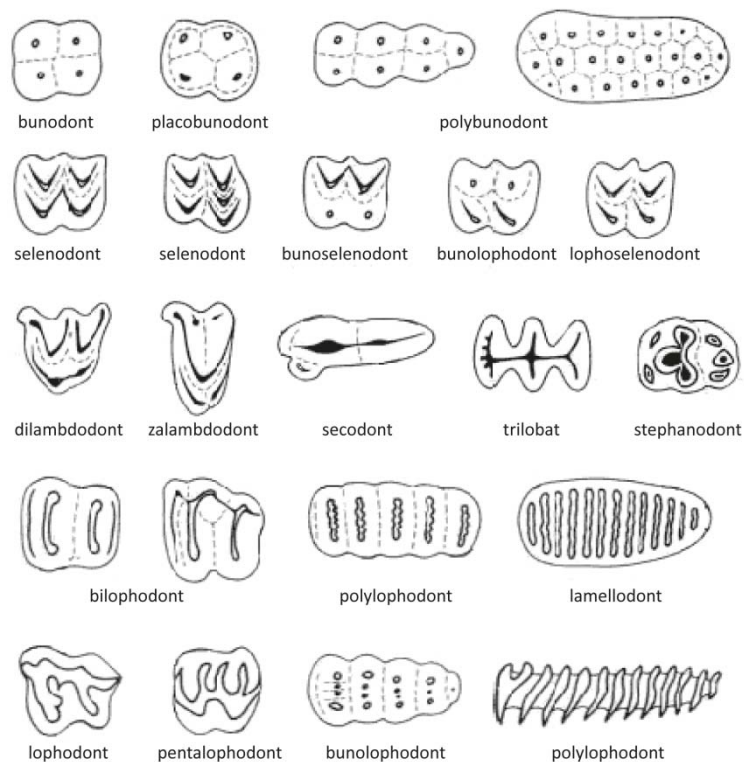 bunodont placobunodont polybunodont
selenodont selenodont bunoselenodont bunolophodont lophoselenodont
dilambdodont zalambdodont secodont trilobat stephanodont
bilophodont polylophodont lamellodont
lophodont pentalophodont bunolophodont polylophodont